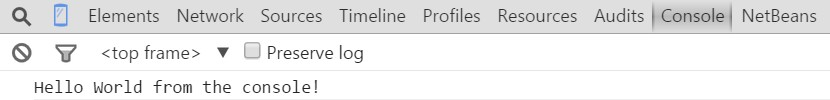 Elements Network Sources Timeline Profiles Resources Audits Console NetBeans
<top frame> ▼ Preserve log
Hello World from the console!